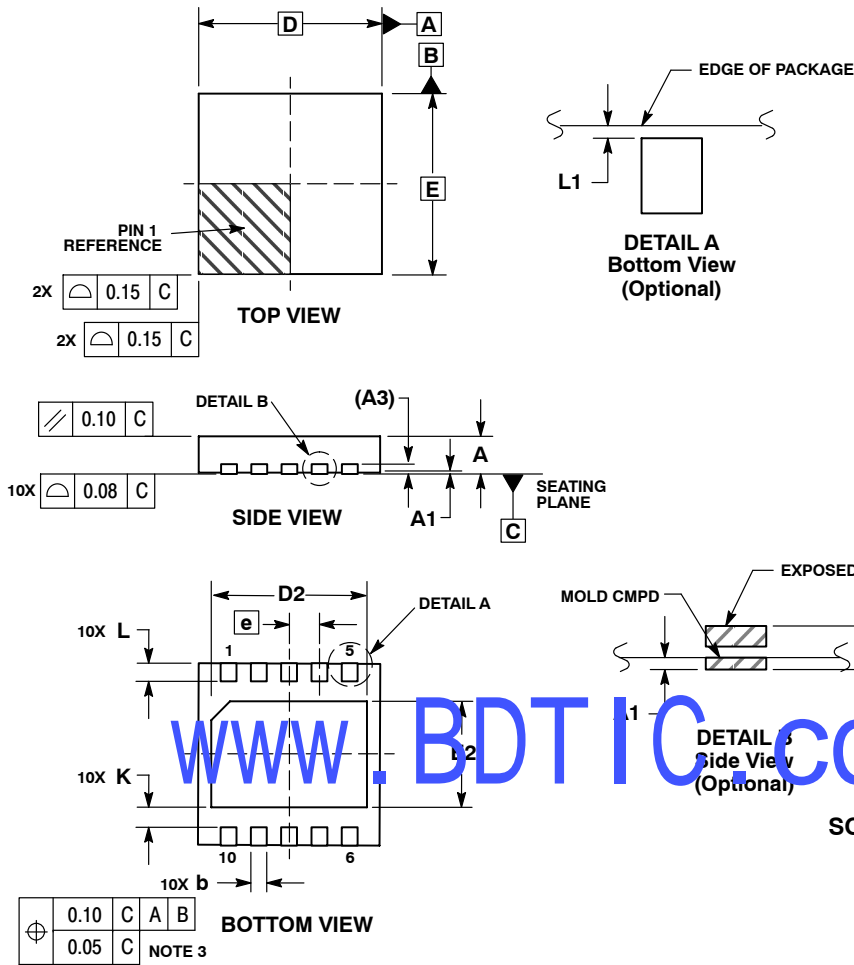 D
A
B
EDGE OF PACKAGE
L1
E
PIN 1
REFERENCE
DETAIL A
Bottom View
(Optional)
2X 0.15 C
TOP VIEW
2X 0.15 C
DETAIL B
(A3)
0.10 C
A
10X 0.08 C
SEATING
PLANE
SIDE VIEW
A1
C
D2
EXPOSED
e
DETAIL A
MOLD CMPD
10X L
1
5
A1
www.BDTIC.co
E2
DETAIL B
Side View
(Optional)
10X K
SO
10
6
10X b
0.10 C A B
BOTTOM VIEW
0.05 C NOTE 3